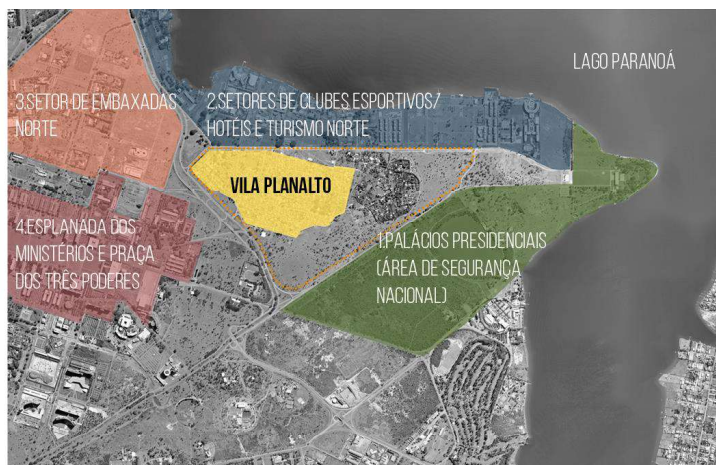 LAGO PARANOÁ
3.SETOR DE EMBAXADAS
NORTE
2.SETORES DE CLUBES ESPORTIVOS/
HOTÉIS E TURISMO NORTE
VILA PLANALTO
4.ESPLANADA DOS
MINISTÉRIOS E PRAÇA
DOS TRÊS PODERES
1.PALÁCIOS PRESIDENCIAIS
(ÁREA DE SEGURANÇA
NACIONAL)